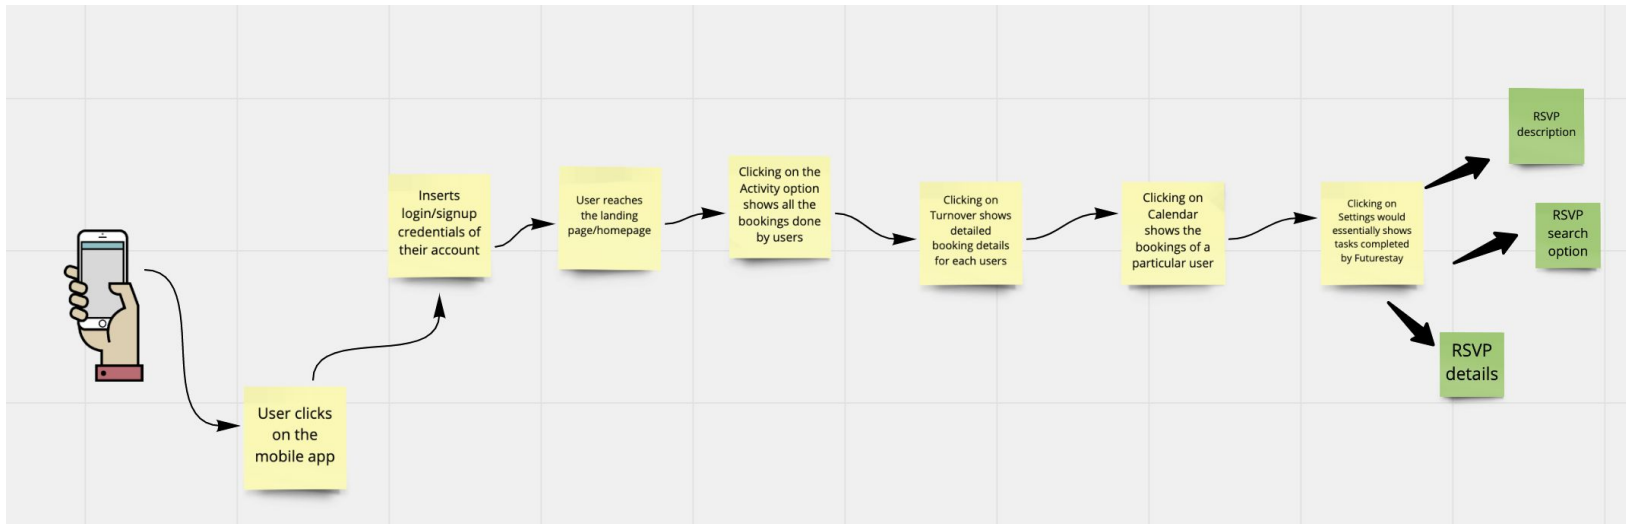 User clicks
on the
mobile app
Inserts
login/signup
credentials of
their account
User reaches
the landing
page/homepage
Clicking on the
Activity option
shows all the
bookings done
by users
Clicking on
Turnover shows
detailed
booking details
for each users
Clicking on
Calendar
shows the
bookings of a
particular user
Clicking on
Settings would
essentially shows
tasks completed
by Futurestay
RSVP
description
RSVP
search
option
RSVP
details